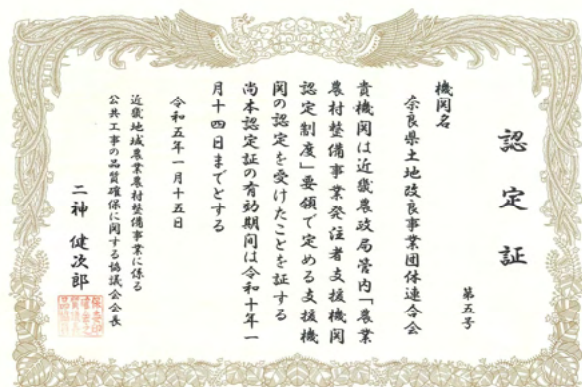 認定証
第五号
機関名
奈良県土地改良事業団体連合会
貴機関は近畿農政局管内「農業
農村整備事業発注者支援機関
認定制度」要領で定める支援機
関の認定を受けたことを証する
尚本認定証の有効期間は令和十年一
月十四日までとする
令和五年一月十五日
近畿地域農業農村整備事業に係る
公共工事の品質確保に関する協議会会長
二神健次郎